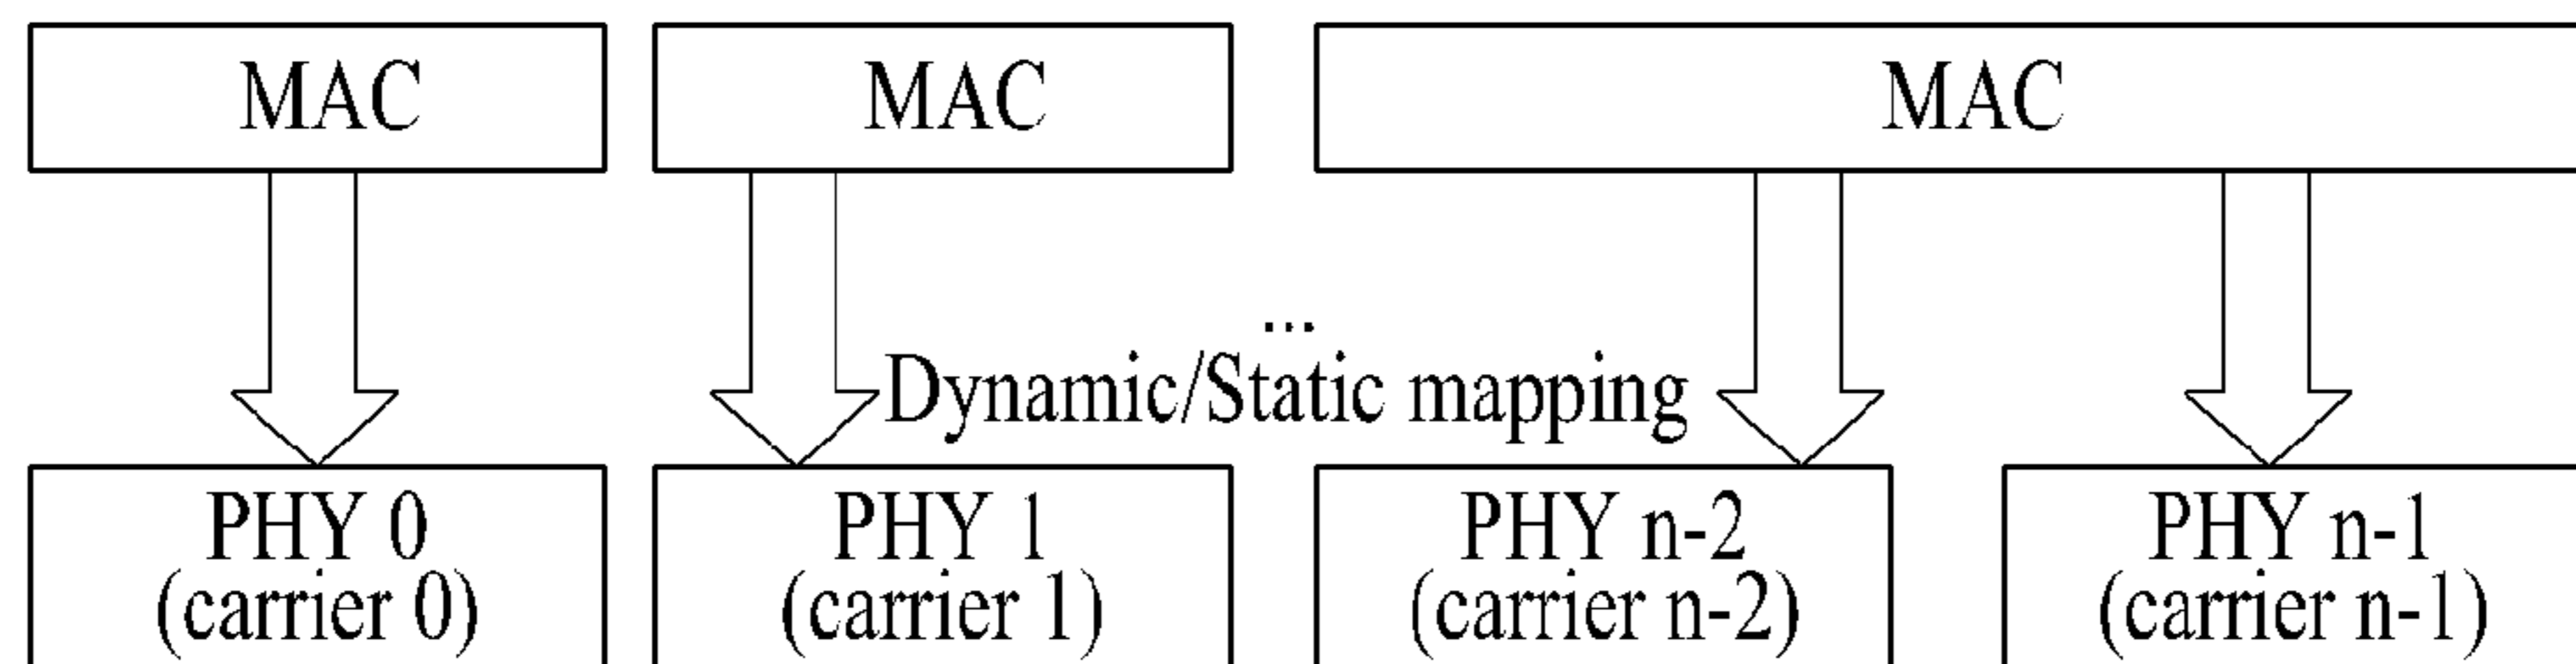 MAC MAC MAC
...
Dynamic/Static mapping
PHY 0 PHY 1 PHY n-2 PHY n-1
(carrier 0) (carrier 1) (carrier n-2) (carrier n-1)